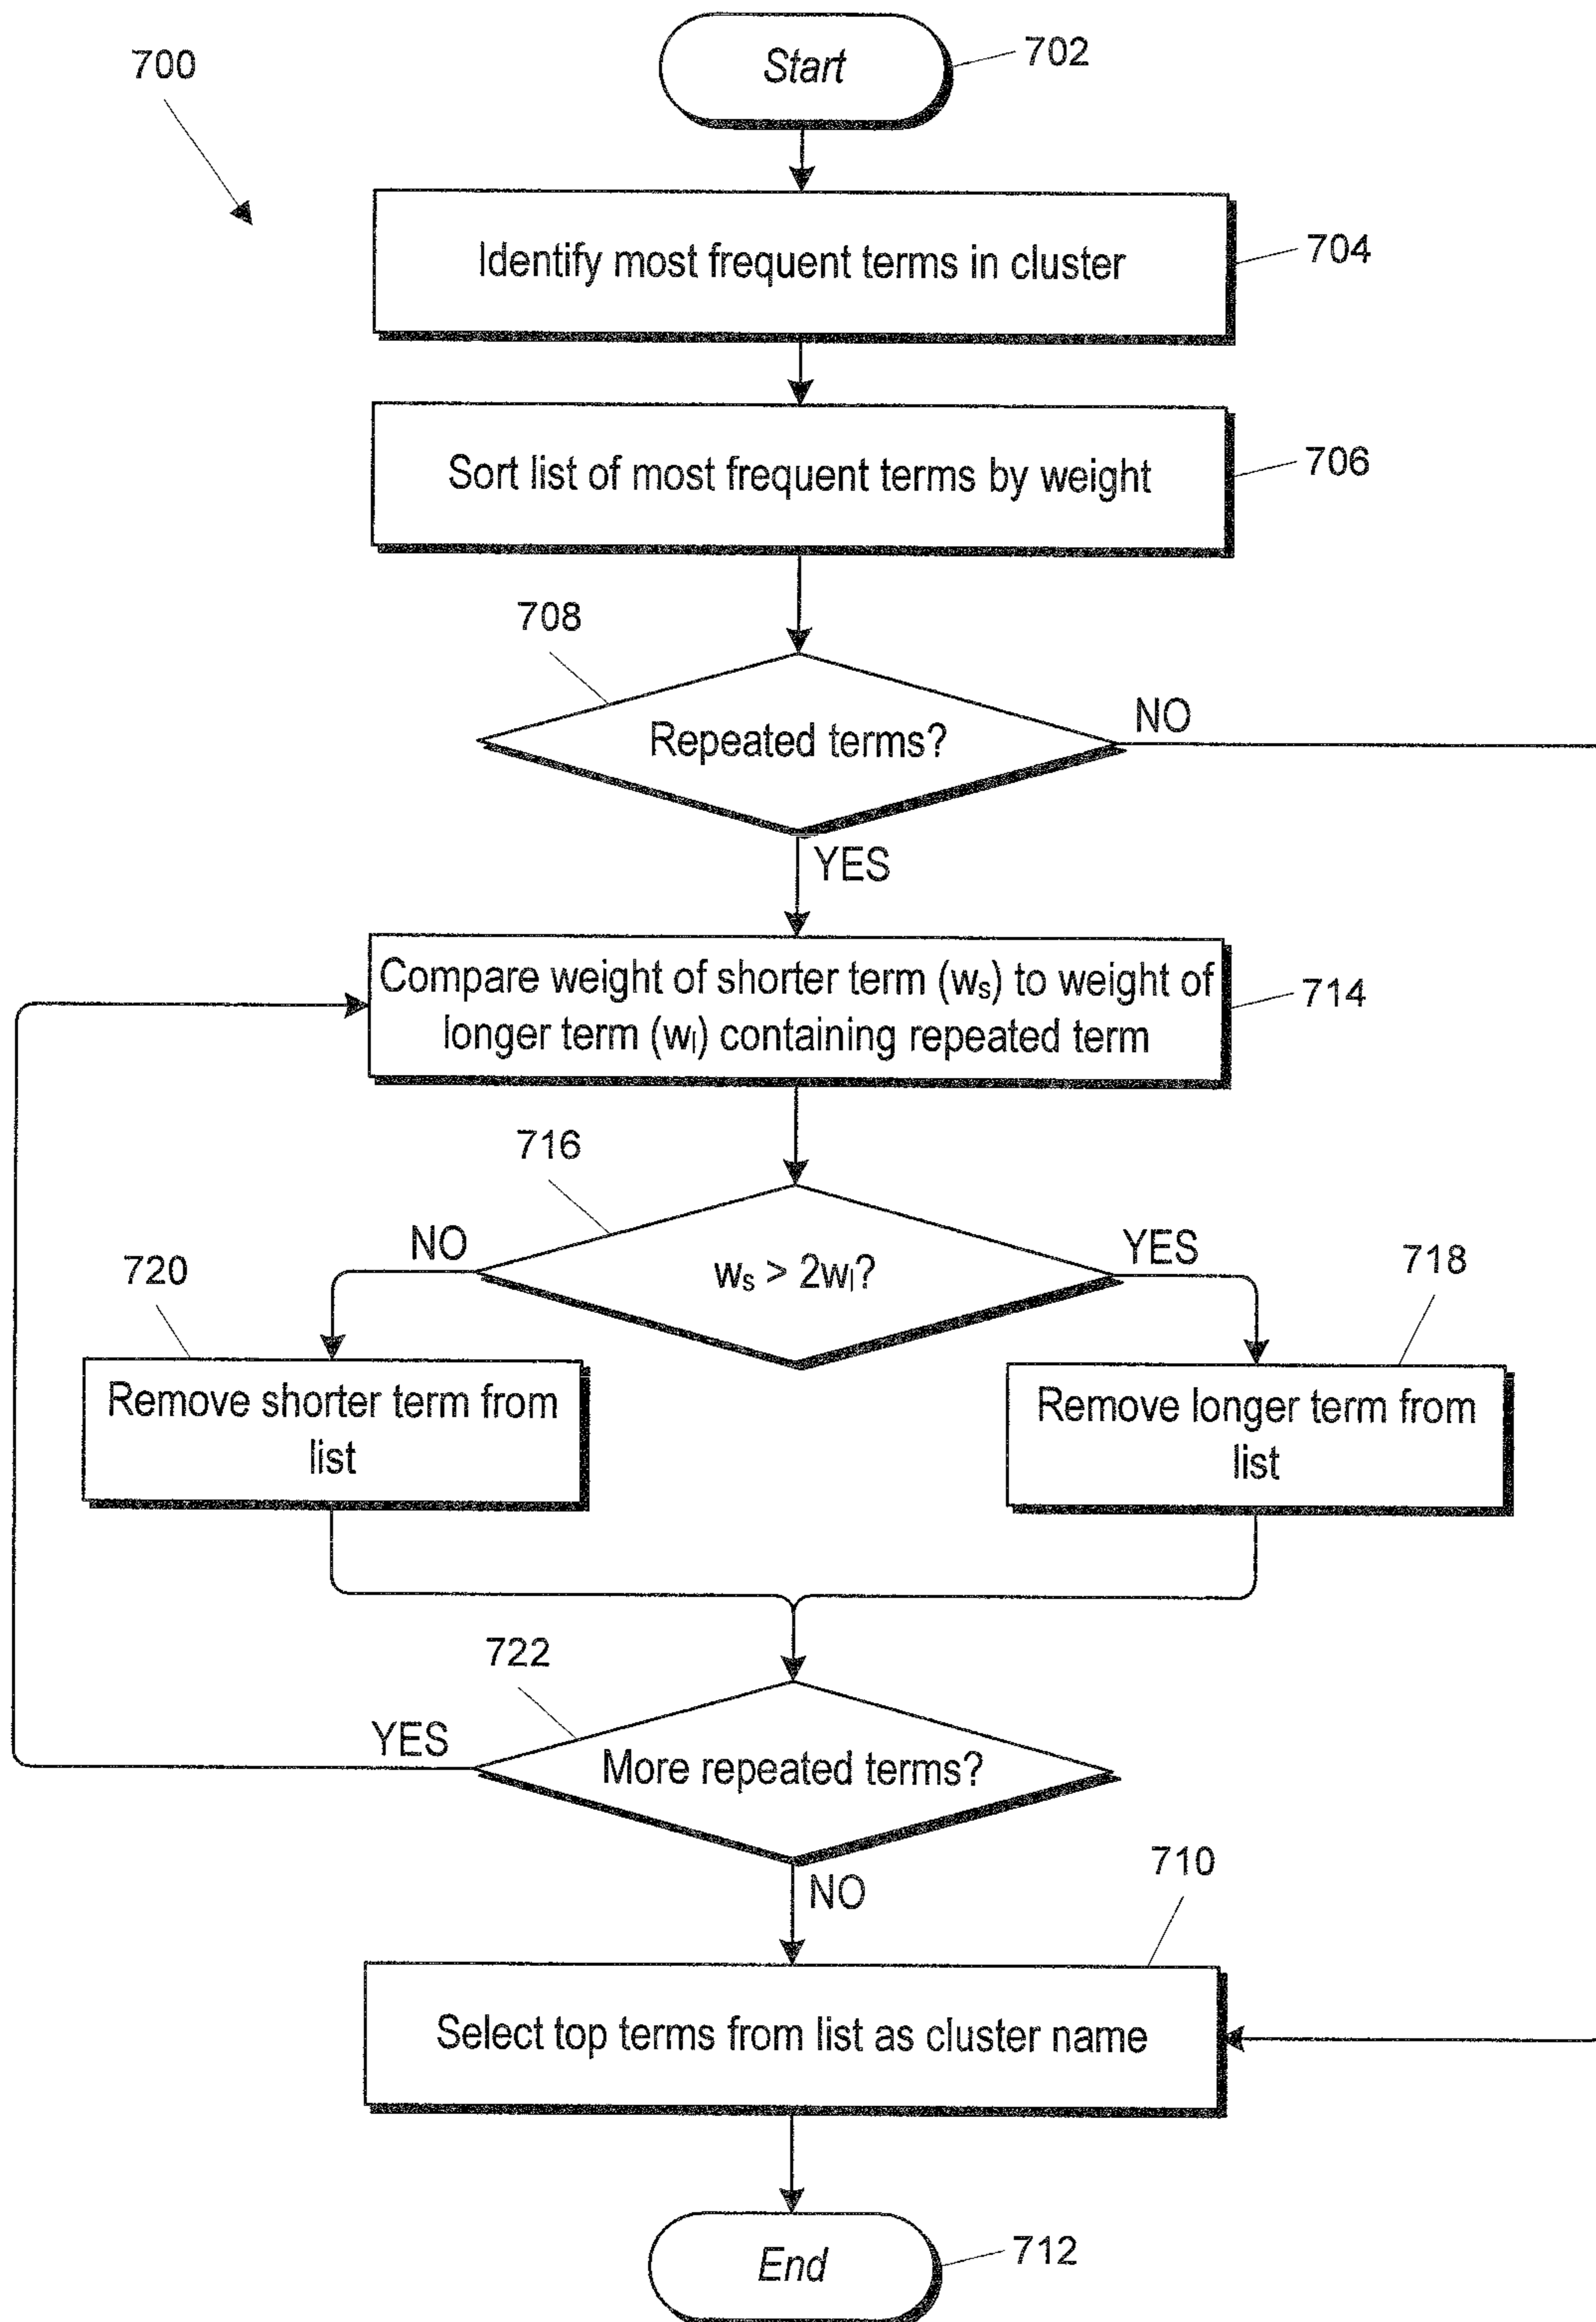 700
Start
702
Identify most frequent terms in cluster
704
Sort list of most frequent terms by weight
706
708
Repeated terms?
NO
YES
Compare weight of shorter term (ws) to weight of
longer term (wl) containing repeated term
714
716
NO
ws > 2wl?
YES
720
718
Remove shorter term from
list
Remove longer term from
list
722
YES
More repeated terms?
NO
710
Select top terms from list as cluster name
End
712